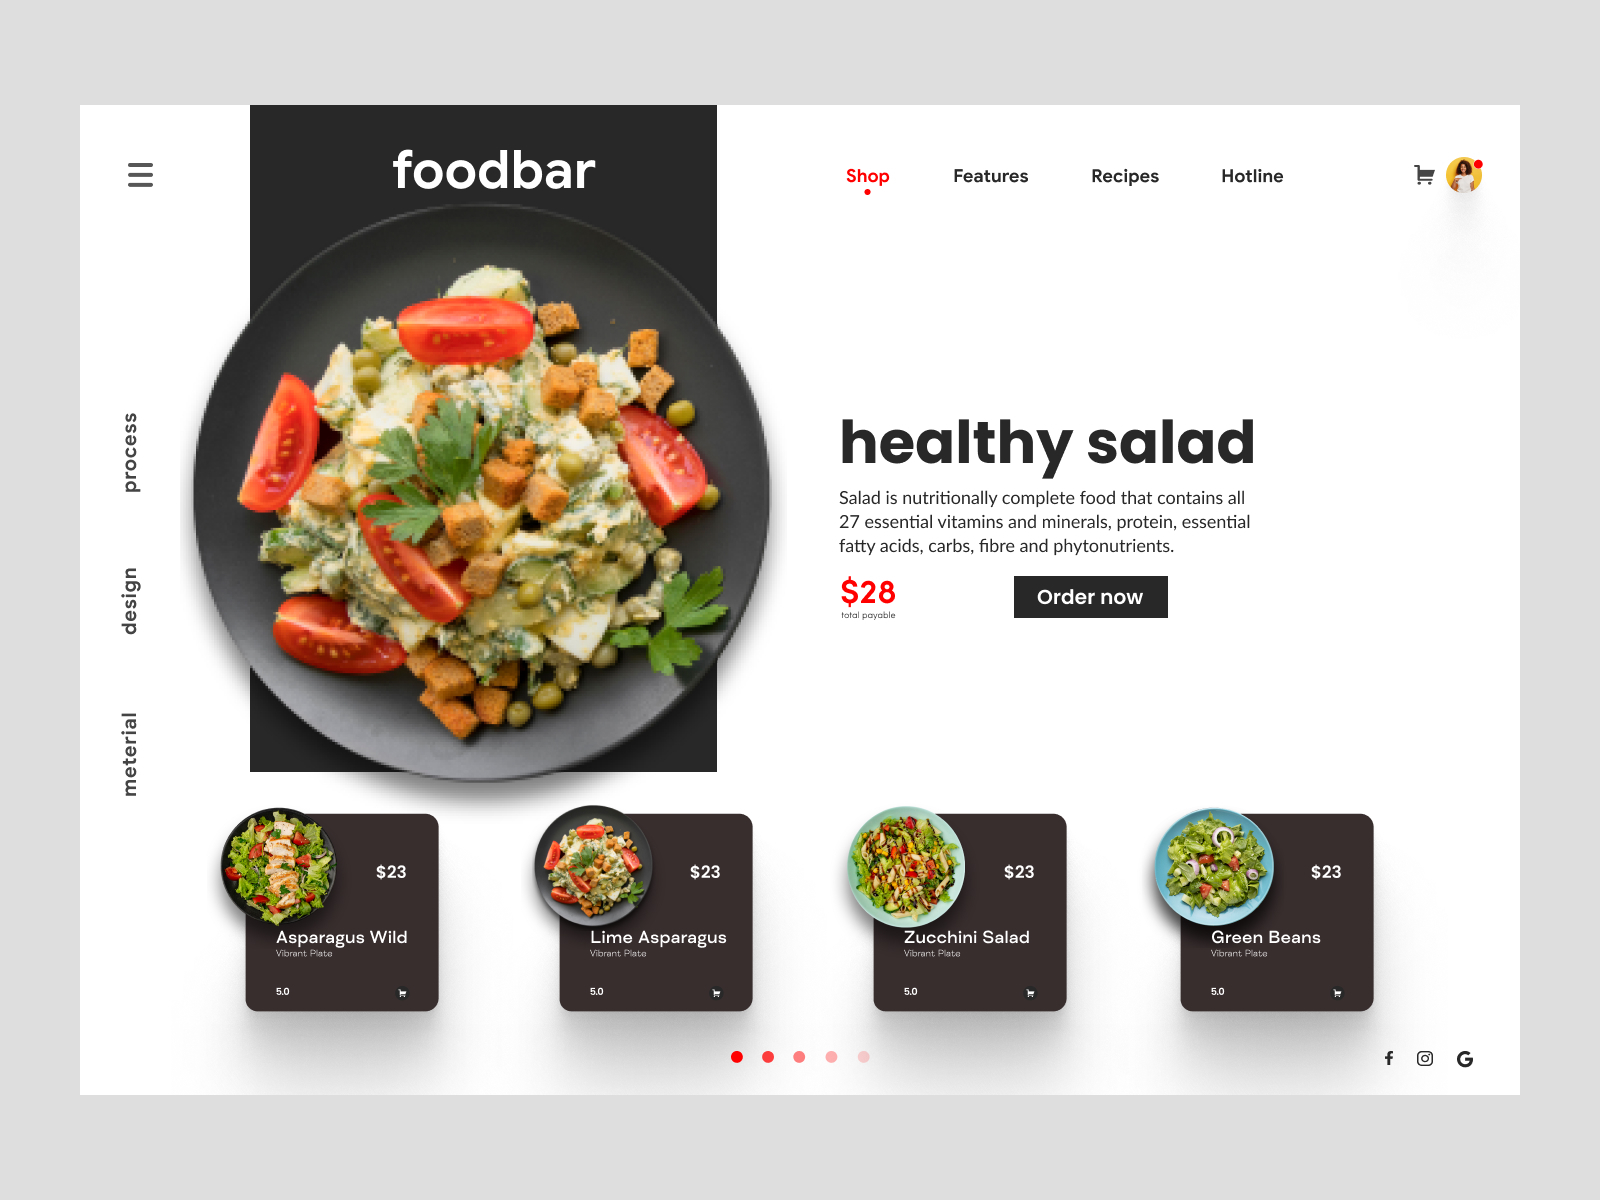 foodbar
Shop
Features
Recipes
Hotline
process
design
meterial
healthy salad
Salad is nutritionally complete food that contains all
27 essential vitamins and minerals, protein, essential
fatty acids, carbs, fibre and phytonutrients.
$28
total payable
Order now
$23
Asparagus Wild
Vibrant Plate
5.0
$23
Lime Asparagus
Vibrant Plate
5.0
$23
Zucchini Salad
Vibrant Plate
5.0
$23
Green Beans
Vibrant Plate
5.0